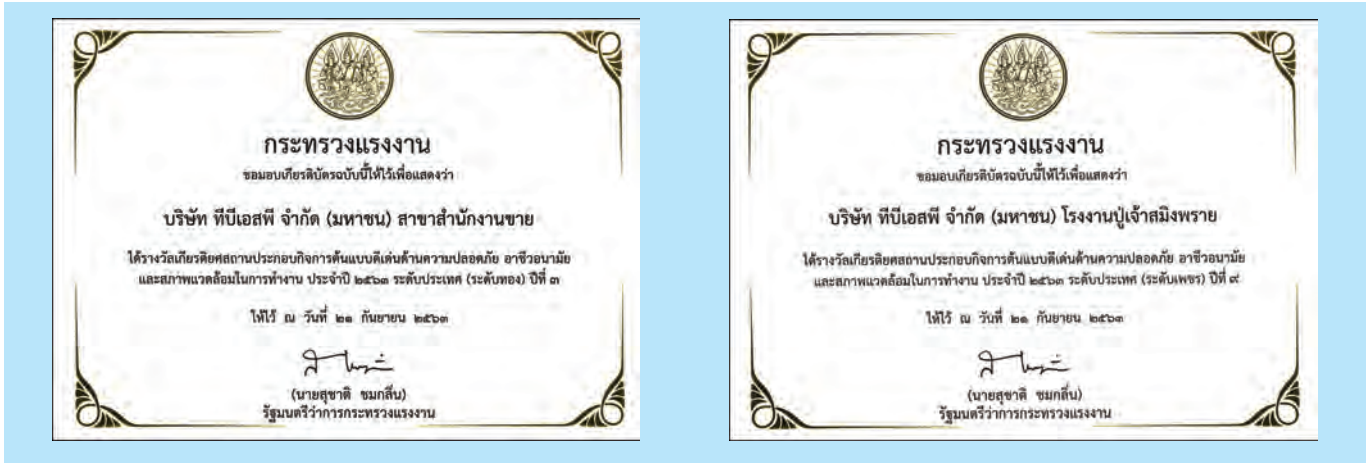 กระทรวงแรงงาน
ขอมอบเกียรติบัตรฉบับนี้ให้ไว้เพื่อแสดงว่า
บริษัท ทีบีเอสพี จำกัด (มหาชน) สาขาสำนักงานขาย
ได้รางวัลเกียรติยศสถานประกอบกิจการต้นแบบดีเด่นด้านความปลอดภัย อาชีวอนามัย
และสภาพแวดล้อมในการทำงาน ประจำปี ๒๕๖๓ ระดับประเทศ (ระดับทอง) ปีที่ ๓
ให้ไว้ ณ วันที่ ๒๑ กันยายน ๒๕๖๓
(นายสุชาติ ชมกลิ่น)
รัฐมนตรีว่าการกระทรวงแรงงาน
กระทรวงแรงงาน
ขอมอบเกียรติบัตรฉบับนี้ให้ไว้เพื่อแสดงว่า
บริษัท ทีบีเอสพี จำกัด (มหาชน) โรงงานปู่เจ้าสมิงพราย
ได้รางวัลเกียรติยศสถานประกอบกิจการต้นแบบดีเด่นด้านความปลอดภัย อาชีวอนามัย
และสภาพแวดล้อมในการทำงาน ประจำปี ๒๕๖๓ ระดับประเทศ (ระดับเพชร) ปีที่ ๙
ให้ไว้ ณ วันที่ ๒๑ กันยายน ๒๕๖๓
(นายสุชาติ ชมกลิ่น)
รัฐมนตรีว่าการกระทรวงแรงงาน